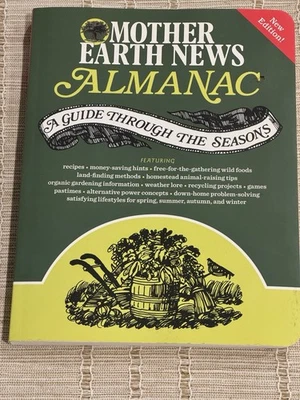 MOTHER
EARTH NEWS
ALMANAC
New
Edition!
A GUIDE THROUGH THE SEASONS
FEATURING
recipes • money-saving hints • free-for-the-gathering wild foods
land-finding methods • homestead animal-raising tips
organic gardening information • weather lore • recycling projects • games
pastimes • alternative power concepts • down-home problem-solving
satisfying lifestyles for spring, summer, autumn, and winter